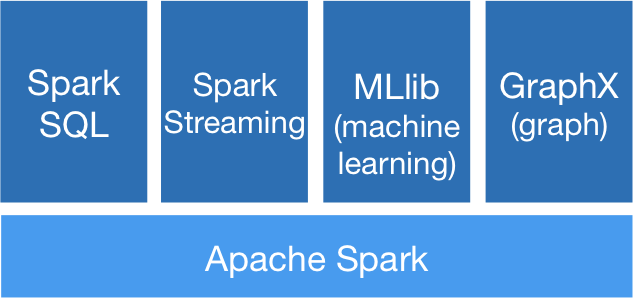 Spark
SQL
Spark
Streaming
MLlib
(machine
learning)
GraphX
(graph)
Apache Spark